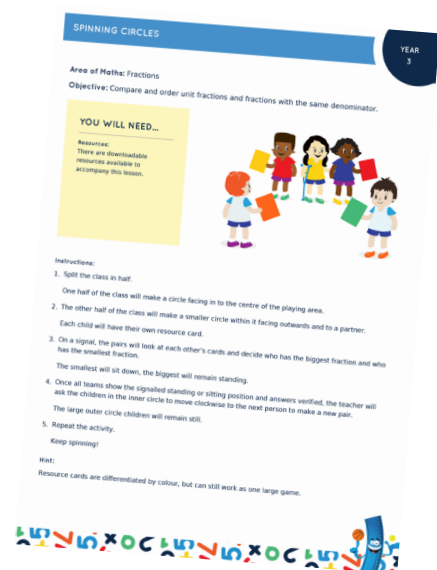 SPINNING CIRCLES
YEAR
3
Area of Maths: Fractions
Objective: Compare and order unit fractions and fractions with the same denominator.
YOU WILL NEED...
Resources:
There are downloadable
resources available to
accompany this lesson.
Instructions:
1. Split the class in half.
One half of the class will make a circle facing in to the centre of the playing area.
2. The other half of the class will make a smaller circle within it facing outwards and to a partner.
Each child will have their own resource card.
3. On a signal, the pairs will look at each other's cards and decide who has the biggest fraction and who
has the smallest fraction.
The smallest will sit down, the biggest will remain standing.
4. Once all teams show the signalled standing or sitting position and answers verified, the teacher will
ask the children in the inner circle to move clockwise to the next person to make a new pair.
The large outer circle children will remain still.
5. Repeat the activity.
Keep spinning!
Hint:
Resource cards are differentiated by colour, but can still work as one large game.